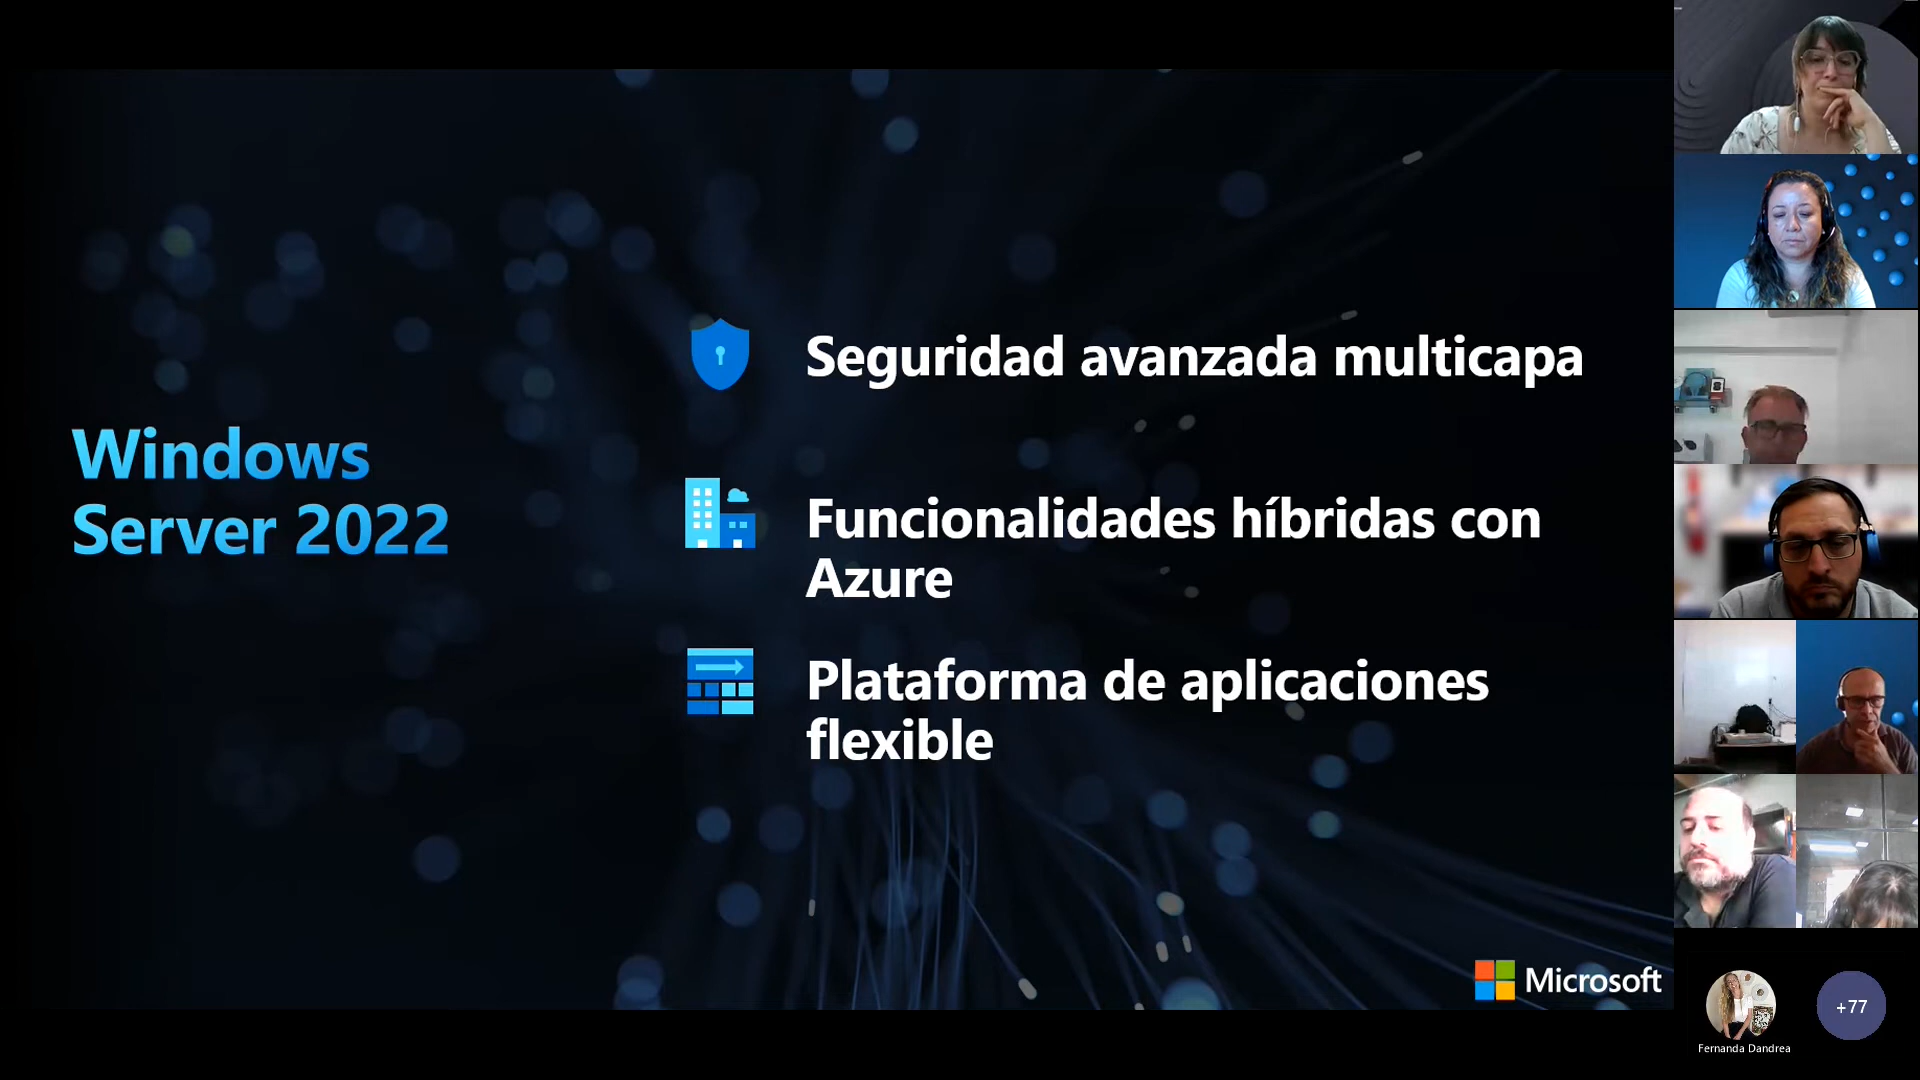 Windows
Server 2022
Seguridad avanzada multicapa
Funcionalidades híbridas con
Azure
Plataforma de aplicaciones
flexible
Microsoft
+77
Fernanda Dandrea